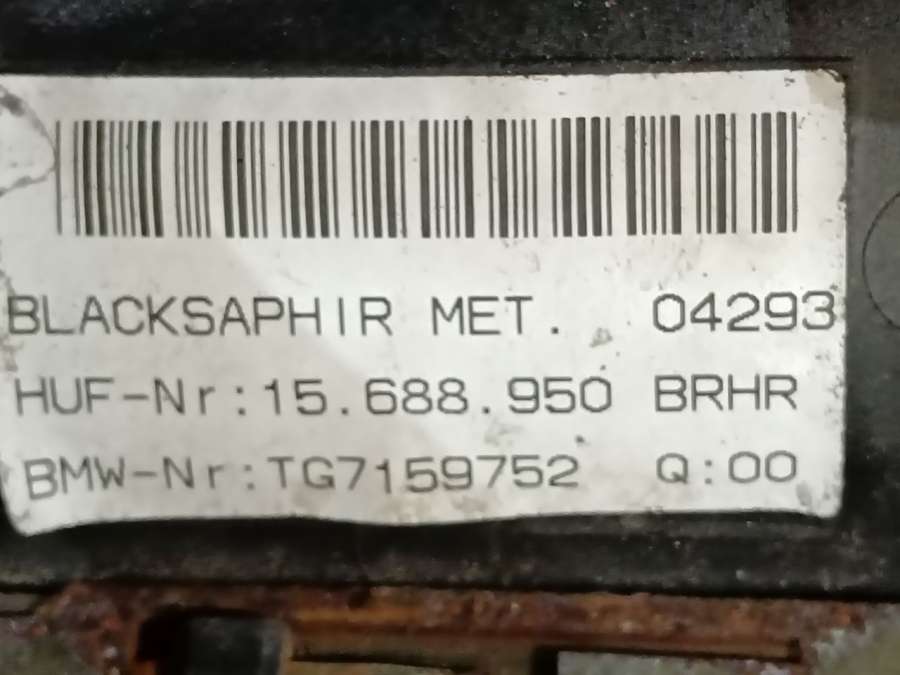 BLACKSAPHIR MET. 04293
HUF-Nr:15.688.950 BRHR
BMW-Nr:TG7159752 Q:00